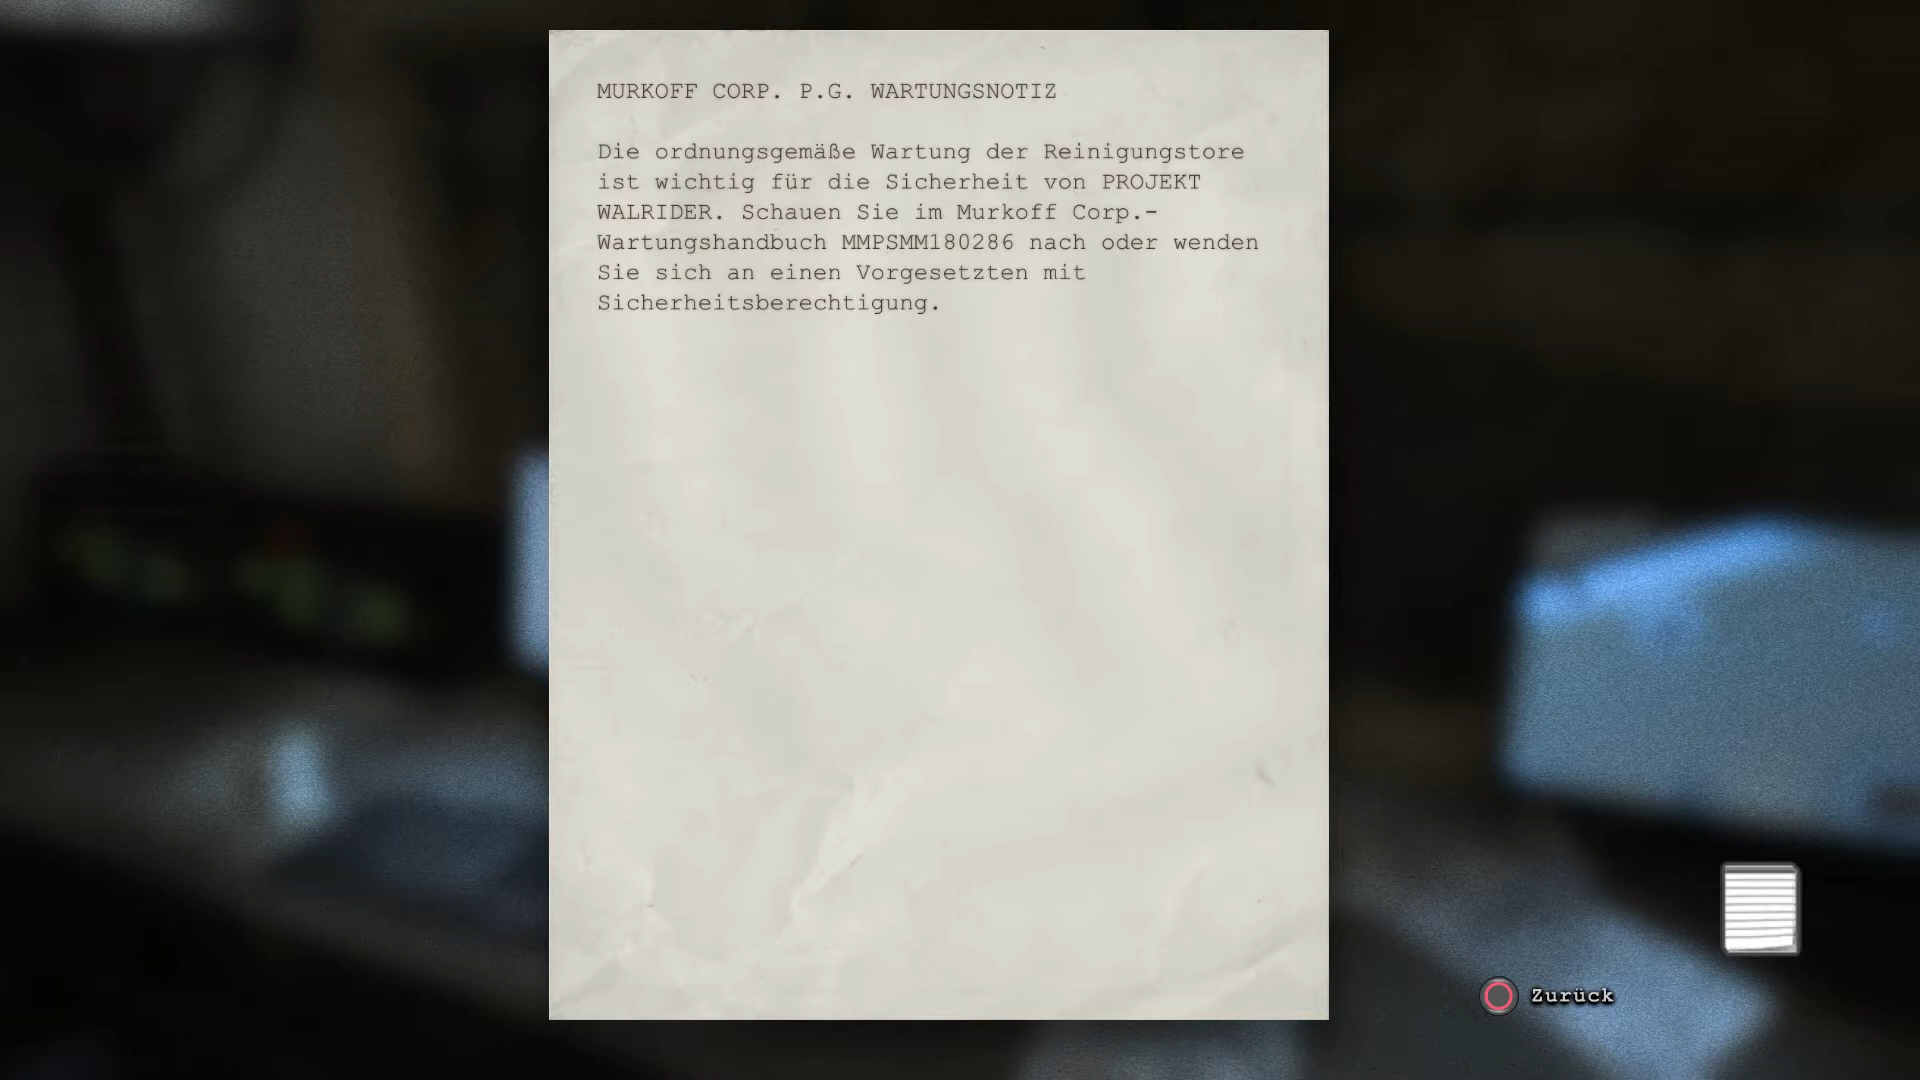 MURKOFF CORP. P.G. WARTUNGSNOTIZ
Die ordnungsgemäße Wartung der Reinigungstore
ist wichtig für die Sicherheit von PROJEKT
WALRIDER. Schauen Sie im Murkoff Corp.-
Wartungshandbuch MMPSMM180286 nach oder wenden
Sie sich an einen Vorgesetzten mit
Sicherheitsberechtigung.
Zurück